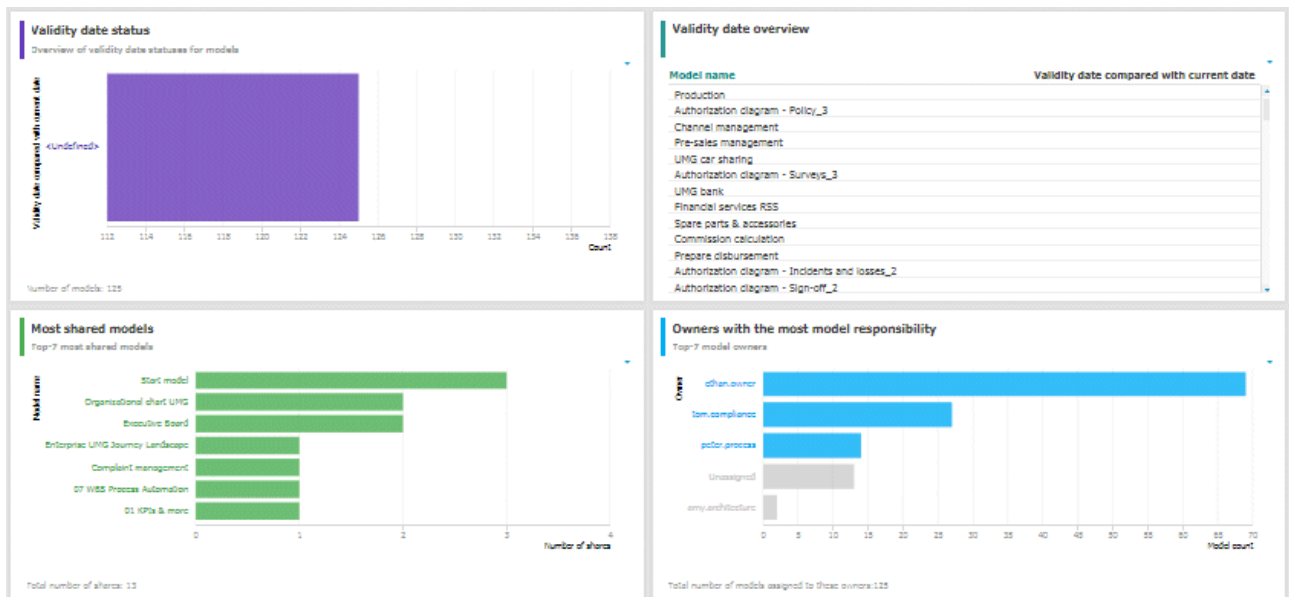 Validity date status
Overview of validity date statuses for models
Validity date compared with current date
<Undefined>
112 114 116 118 120 122 124 126 128 130 132 134 136 138
Count
Number of models: 125
Validity date overview
Model name Validity date compared with current date
Production
Authorization diagram - Policy_3
Channel management
Pre-sales management
UMG car sharing
Authorization diagram - Surveys_3
UMG bank
Financial services RSS
Spare parts & accessories
Commission calculation
Prepare disbursement
Authorization diagram - Incidents and losses_2
Authorization diagram - Sign-off_2
Most shared models
Top-7 most shared models
Model name
Start model
Organizational chart UMG
Executive Board
Enterprise UMG Journey Landscape
Complaint management
07 WSS Process Automation
01 KPIs & more
0 1 2 3 4
Number of shares
Total number of shares: 13
Owners with the most model responsibility
Top-7 model owners
Owner
ethan.owner
tom.compliance
peter.process
Unassigned
amy.architecture
0 5 10 15 20 25 30 35 40 45 50 55 60 65 70
Model count
Total number of models assigned to these owners:125